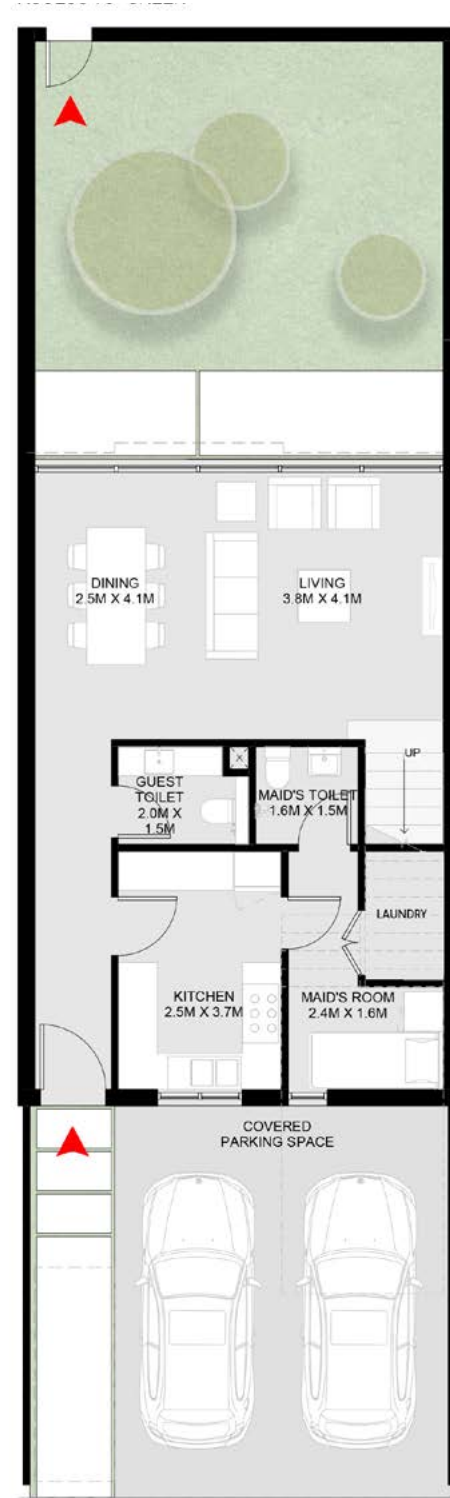 DINING
2.5M X 4.1M
LIVING
3.8M X 4.1M
UP
X
GUEST
TOILET
2.0M X
1.5M
MAID'S TOILET
1.6M X 1.5M
LAUNDRY
KITCHEN
2.5M X 3.7M
MAID'S ROOM
2.4M X 1.6M
COVERED
PARKING SPACE